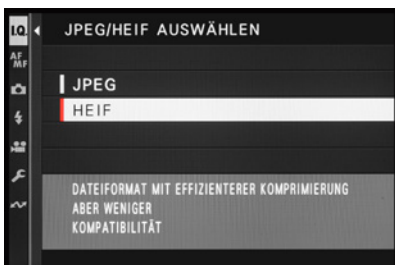 I.Q. JPEG/HEIF AUSWÄHLEN
AF
MF
JPEG
HEIF
DATEIFORMAT MIT EFFIZIENTERER KOMPRIMIERUNG
ABER WENIGER
KOMPATIBILITÄT